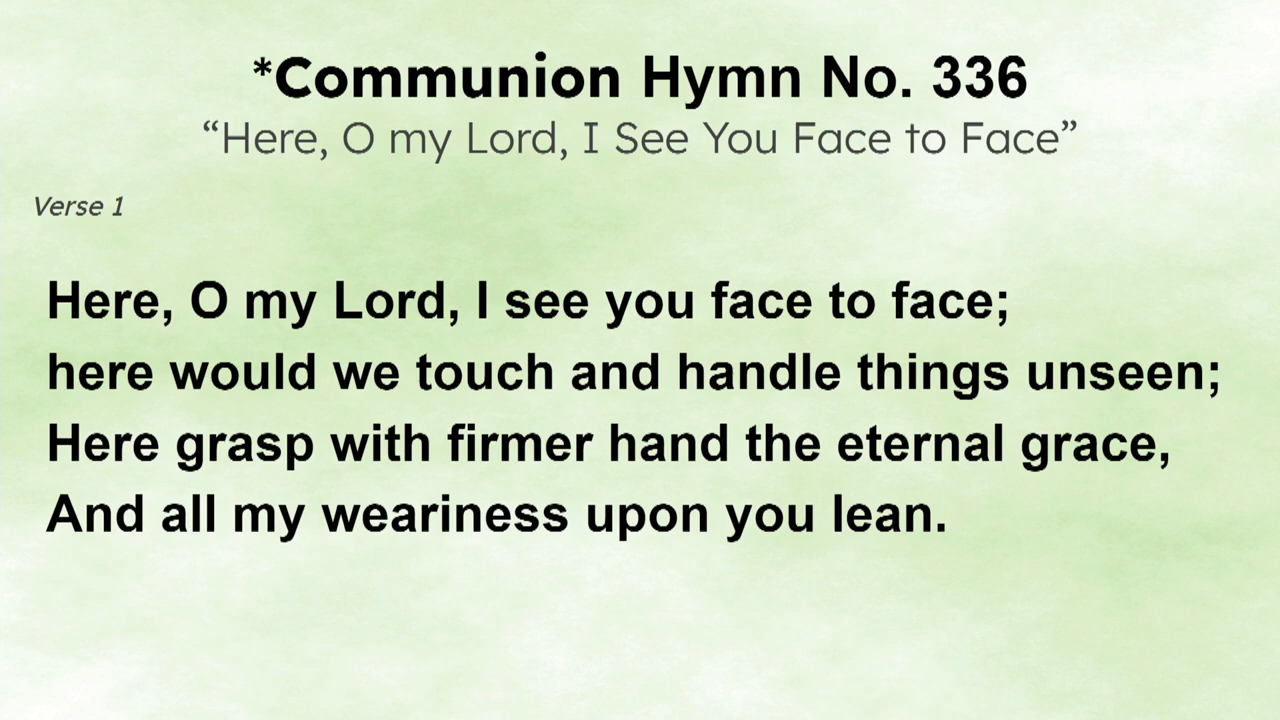 *Communion Hymn No. 336
“Here, O my Lord, I See You Face to Face”
Verse 1
Here, O my Lord, I see you face to face;
here would we touch and handle things unseen;
Here grasp with firmer hand the eternal grace,
And all my weariness upon you lean.